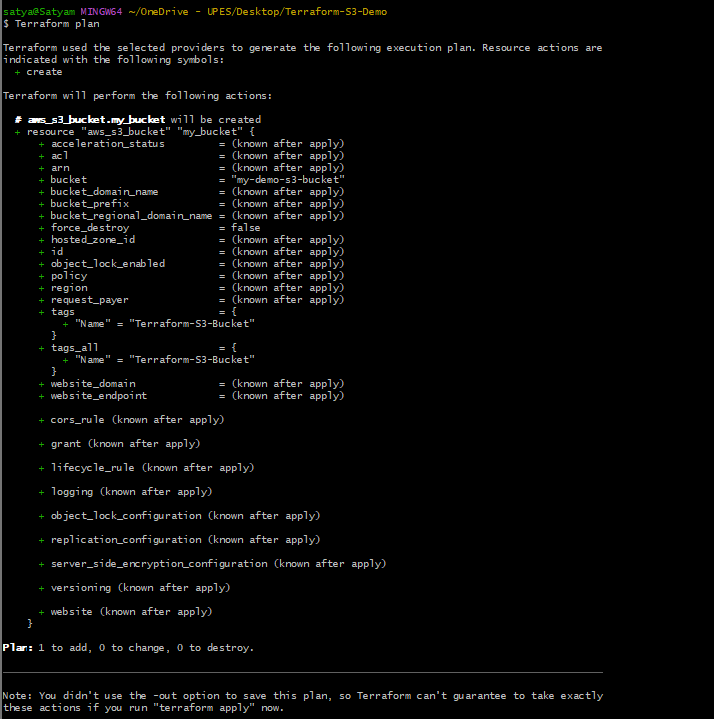 satya@Satyam MINGW64 ~/OneDrive - UPES/Desktop/Terraform-S3-Demo
$ Terraform plan
Terraform used the selected providers to generate the following execution plan. Resource actions are
indicated with the following symbols:
+ create
Terraform will perform the following actions:
# aws_s3_bucket.my_bucket will be created
+ resource "aws_s3_bucket" "my_bucket" {
+ acceleration_status = (known after apply)
+ acl = (known after apply)
+ arn = (known after apply)
+ bucket = "my-demo-s3-bucket"
+ bucket_domain_name = (known after apply)
+ bucket_prefix = (known after apply)
+ bucket_regional_domain_name = (known after apply)
+ force_destroy = false
+ hosted_zone_id = (known after apply)
+ id = (known after apply)
+ object_lock_enabled = (known after apply)
+ policy = (known after apply)
+ region = (known after apply)
+ request_payer = (known after apply)
+ tags = {
+ "Name" = "Terraform-S3-Bucket"
}
+ tags_all = {
+ "Name" = "Terraform-S3-Bucket"
}
+ website_domain = (known after apply)
+ website_endpoint = (known after apply)
+ cors_rule (known after apply)
+ grant (known after apply)
+ lifecycle_rule (known after apply)
+ logging (known after apply)
+ object_lock_configuration (known after apply)
+ replication_configuration (known after apply)
+ server_side_encryption_configuration (known after apply)
+ versioning (known after apply)
+ website (known after apply)
}
Plan: 1 to add, 0 to change, 0 to destroy.
Note: You didn't use the -out option to save this plan, so Terraform can't guarantee to take exactly
these actions if you run "terraform apply" now.